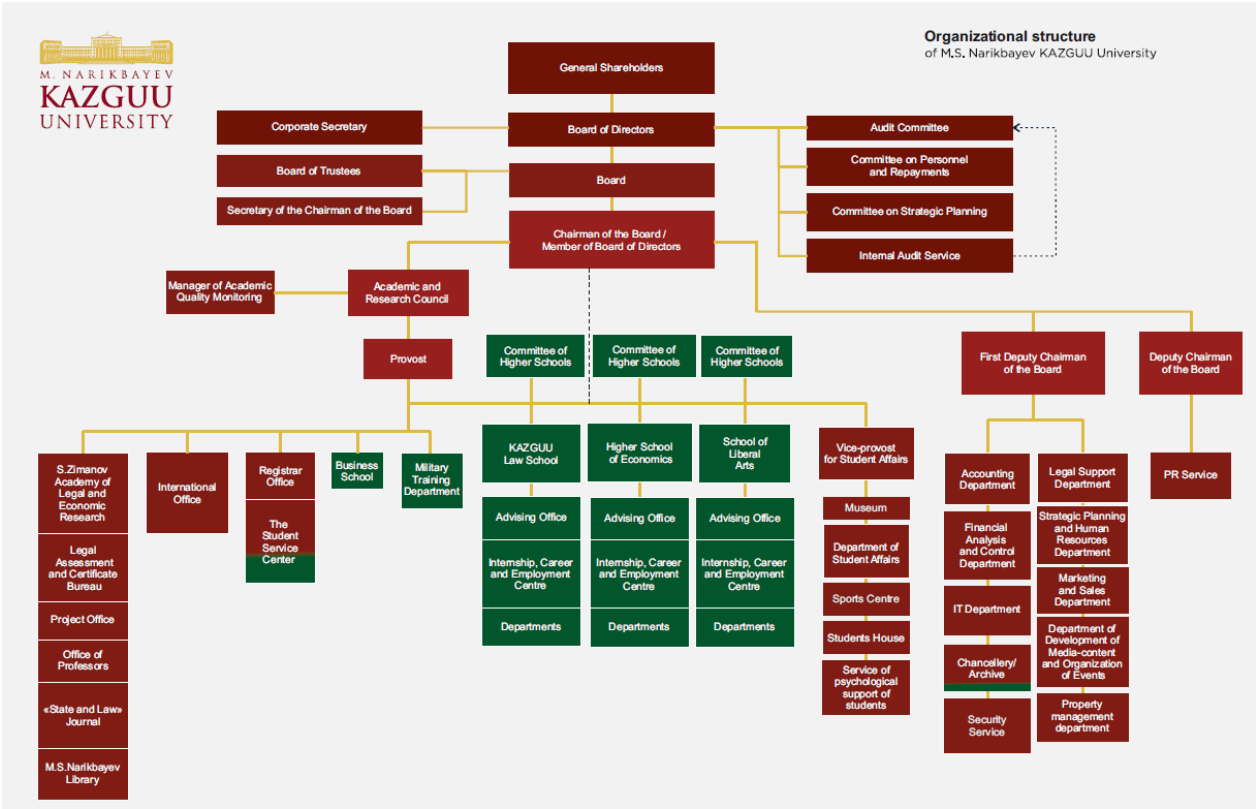 Organizational structure
of M.S. Narikbayev KAZGUU University
M. NARIKBAYEV
KAZGUU
UNIVERSITY
General Shareholders
Corporate Secretary
Board of Directors
Audit Committee
Board of Trustees
Board
Committee on Personnel
and Repayments
Secretary of the Chairman of the Board
Committee on Strategic Planning
Chairman of the Board /
Member of Board of Directors
Internal Audit Service
Manager of Academic
Quality Monitoring
Academic and
Research Council
Provost
Committee of
Higher Schools
Committee of
Higher Schools
Committee of
Higher Schools
First Deputy Chairman
of the Board
Deputy Chairman
of the Board
S.Zimanov
Academy of
Legal and
Economic
Research
Legal
Assessment
and Certificate
Bureau
Project Office
Office of
Professors
«State and Law»
Journal
M.S.Narikbayev
Library
International
Office
Registrar
Office
The
Student
Service
Center
Business
School
Military
Training
Department
KAZGUU
Law School
Advising Office
Internship, Career
and Employment
Centre
Departments
Higher School
of Economics
Advising Office
Internship, Career
and Employment
Centre
Departments
School of
Liberal
Arts
Advising Office
Internship, Career
and Employment
Centre
Departments
Vice-provost
for Student Affairs
Museum
Department of
Student Affairs
Sports Centre
Students House
Service of
psychological
support of
students
Accounting
Department
Financial
Analysis
and Control
Department
IT Department
Chancellery/
Archive
Security
Service
Legal Support
Department
Strategic Planning
and Human
Resources
Department
Marketing
and Sales
Department
Department of
Development of
Media-content
and Organization
of Events
Property
management
department
PR Service